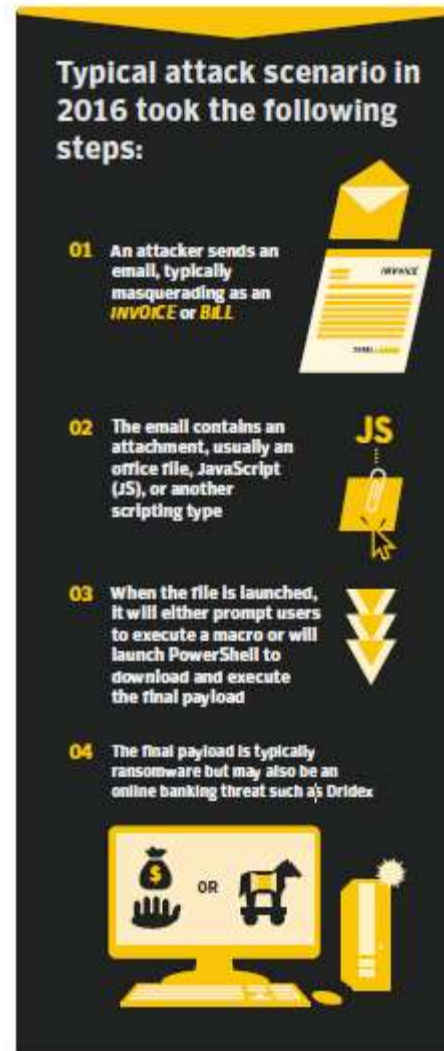 Typical attack scenario in
2016 took the following
steps:
INVOICE
01 An attacker sends an
email, typically
masquerading as an
INVOICE or BILL
02 The email contains an
attachment, usually an
office file, JavaScript
(JS), or another
scripting type
JS
03 When the file is launched,
it will either prompt users
to execute a macro or will
launch PowerShell to
download and execute
the final payload
04 The final payload is typically
ransomware but may also be an
online banking threat such as Dridex
$ OR